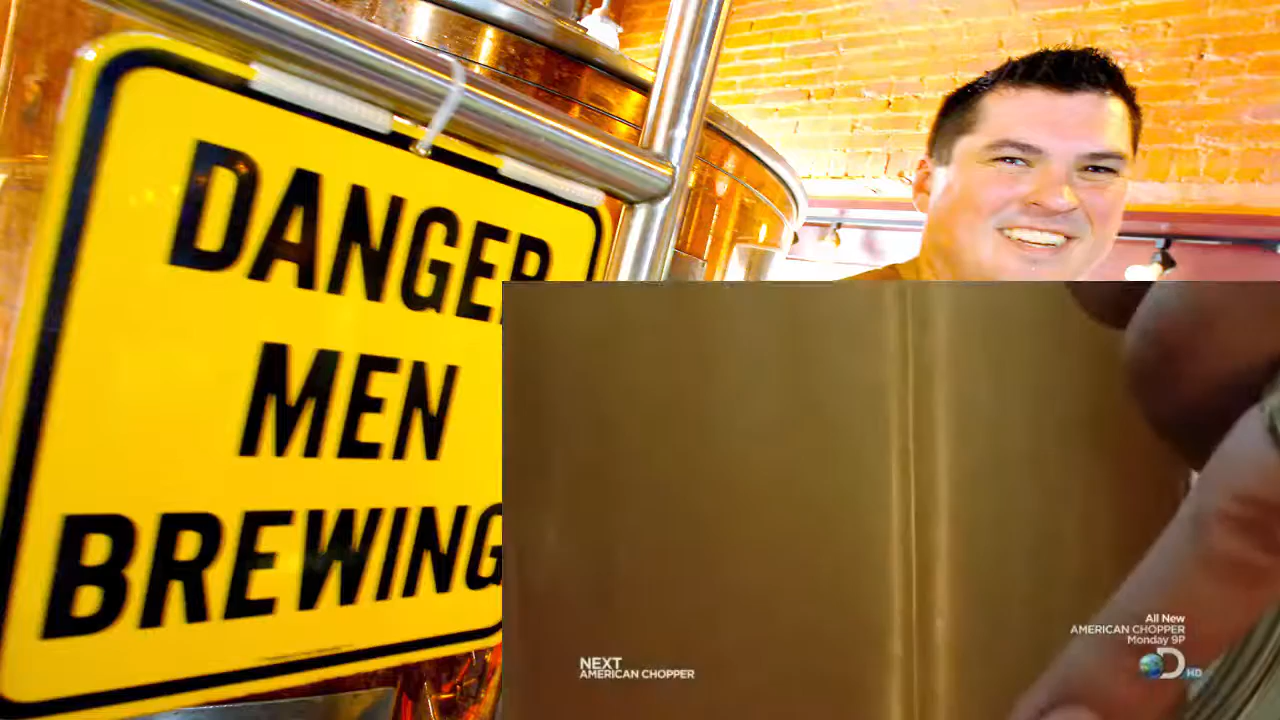 DANGER
MEN
BREWING
NEXT
AMERICAN CHOPPER
All New
AMERICAN CHOPPER
Monday 9P
D HD